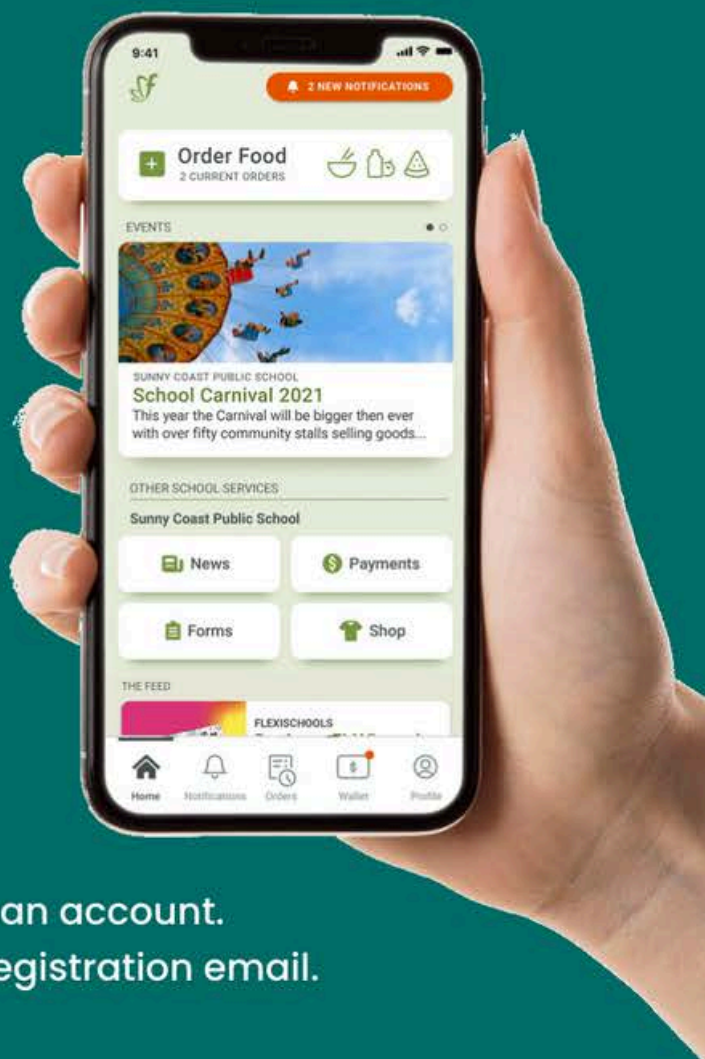 9:41
2 NEW NOTIFICATIONS
Order Food
2 CURRENT ORDERS
EVENTS
SUNNY COAST PUBLIC SCHOOL
School Carnival 2021
This year the Carnival will be bigger then ever
with over fifty community stalls selling goods...
OTHER SCHOOL SERVICES
Sunny Coast Public School
News
Payments
Forms
Shop
THE FEED
FLEXISCHOOLS
Home Notifications Orders Wallet Profile
an account.
egistration email.